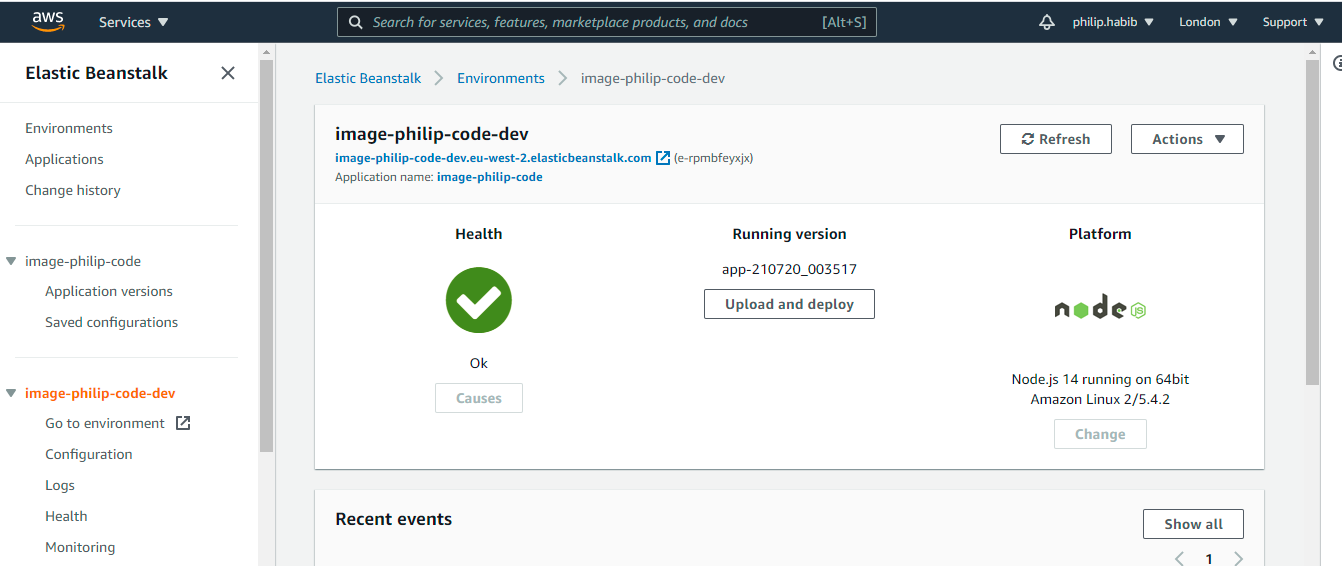 aws
Services
Search for services, features, marketplace products, and docs
[Alt+S]
philip.habib
London
Support
Elastic Beanstalk
Environments
Applications
Change history
image-philip-code
Application versions
Saved configurations
image-philip-code-dev
Go to environment
Configuration
Logs
Health
Monitoring
Elastic Beanstalk
Environments
image-philip-code-dev
image-philip-code-dev
image-philip-code-dev.eu-west-2.elasticbeanstalk.com (e-rpmbfeyxjx)
Application name: image-philip-code
Refresh
Actions
Health
Ok
Causes
Running version
app-210720_003517
Upload and deploy
Platform
node
JS
Node.js 14 running on 64bit
Amazon Linux 2/5.4.2
Change
Recent events
Show all
1